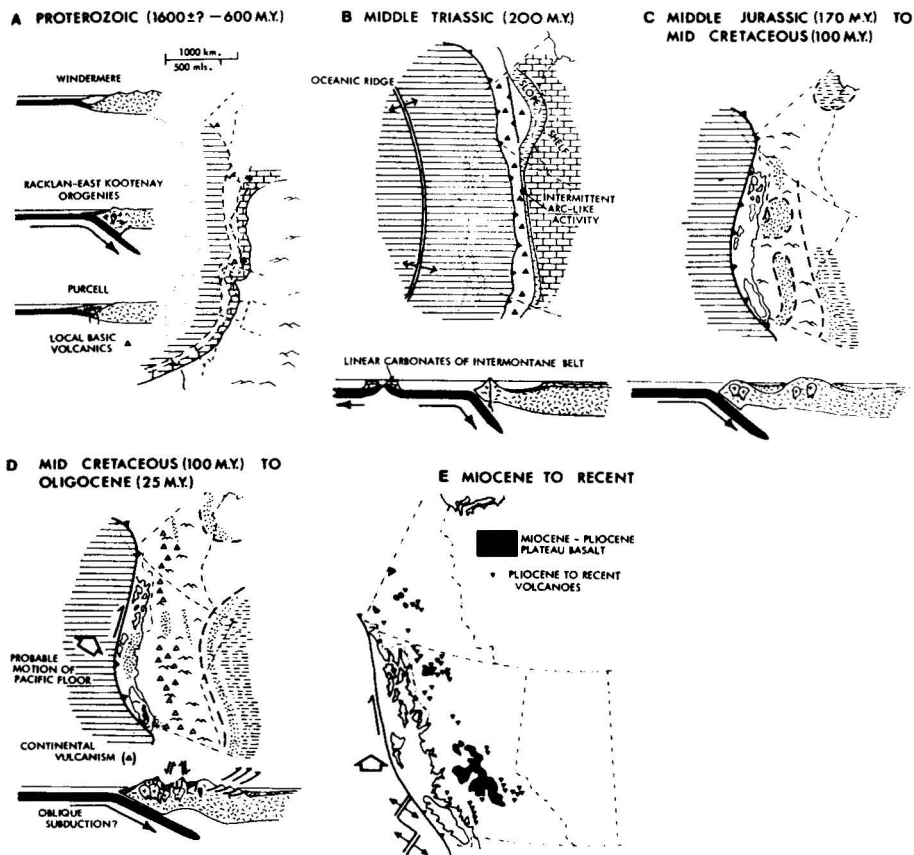 A PROTEROZOIC (1600±? – 600 M.Y.)
1000 km.
500 mls.
WINDERMERE
RACKLAN-EAST KOOTENAY
OROGENIES
PURCELL
LOCAL BASIC
VOLCANICS
B MIDDLE TRIASSIC (200 M.Y.)
OCEANIC RIDGE
SLOPE
SHELF
INTERMITTENT
ARC-LIKE
ACTIVITY
LINEAR CARBONATES OF INTERMONTANE BELT
C MIDDLE JURASSIC (170 M.Y.) TO
MID CRETACEOUS (100 M.Y.)
D MID CRETACEOUS (100 M.Y.) TO
OLIGOCENE (25 M.Y.)
PROBABLE
MOTION OF
PACIFIC FLOOR
CONTINENTAL
VULCANISM (▲)
OBLIQUE
SUBDUCTION?
E MIOCENE TO RECENT
MIOCENE - PLIOCENE
PLATEAU BASALT
PLIOCENE TO RECENT
VOLCANOES